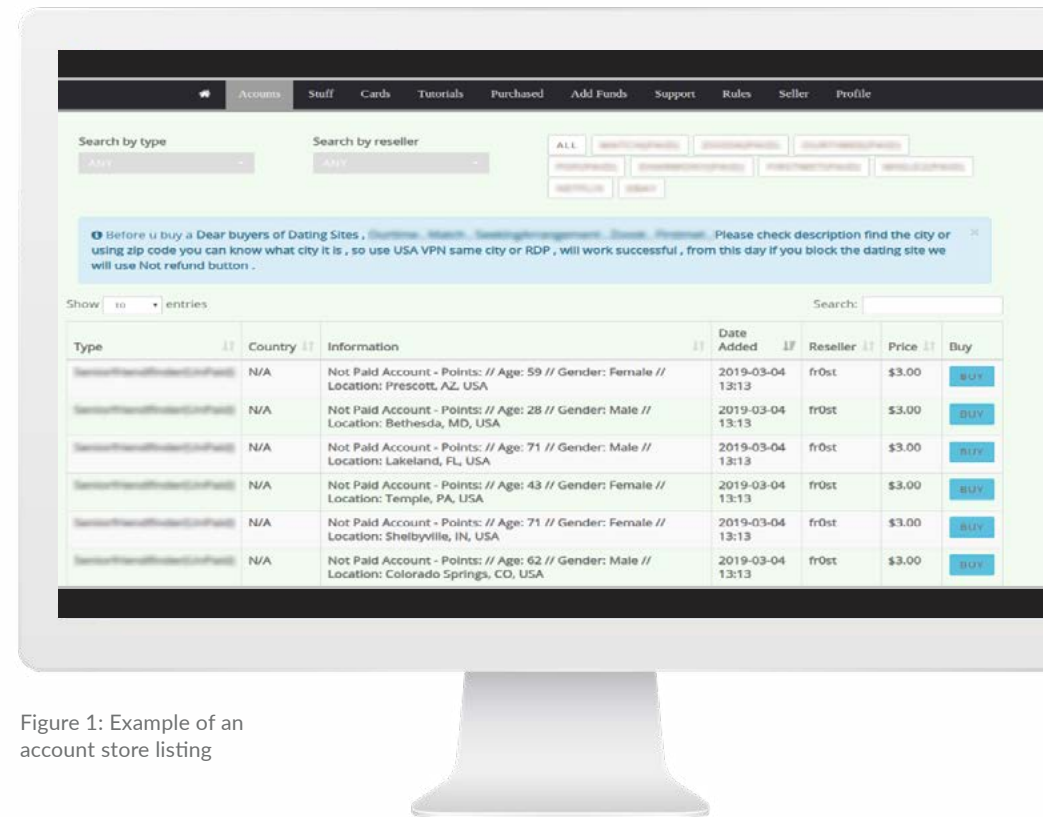 Acounts Stuff Cards Tutorials Purchased Add Funds Support Rules Seller Profile
Search by type
Search by reseller
ANY
ANY
ALL
Before u buy a Dear buyers of Dating Sites , Please check description find the city or
using zip code you can know what city it is , so use USA VPN same city or RDP , will work successful , from this day if you block the dating site we
will use Not refund button .
Show 10 entries
Search:
Type Country Information Date Added Reseller Price Buy
N/A Not Paid Account - Points: // Age: 59 // Gender: Female // 2019-03-04 fr0st $3.00 BUY
Location: Prescott, AZ, USA 13:13
N/A Not Paid Account - Points: // Age: 28 // Gender: Male // 2019-03-04 fr0st $3.00 BUY
Location: Bethesda, MD, USA 13:13
N/A Not Paid Account - Points: // Age: 71 // Gender: Male // 2019-03-04 fr0st $3.00 BUY
Location: Lakeland, FL, USA 13:13
N/A Not Paid Account - Points: // Age: 43 // Gender: Female // 2019-03-04 fr0st $3.00 BUY
Location: Temple, PA, USA 13:13
N/A Not Paid Account - Points: // Age: 71 // Gender: Female // 2019-03-04 fr0st $3.00 BUY
Location: Shelbyville, IN, USA 13:13
N/A Not Paid Account - Points: // Age: 62 // Gender: Male // 2019-03-04 fr0st $3.00 BUY
Location: Colorado Springs, CO, USA 13:13
Figure 1: Example of an
account store listing